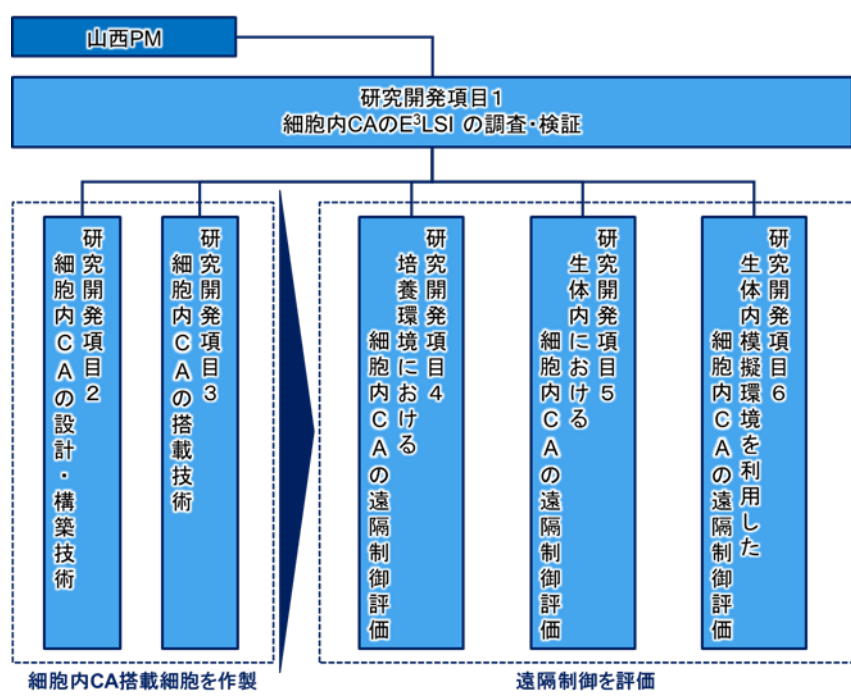 山西PM
研究開発項目1
細胞内CAのE³LSI の調査・検証
研究開発項目2
細胞内CAの設計・構築技術
研究開発項目3
細胞内CAの搭載技術
研究開発項目4
培養環境における
細胞内CAの遠隔制御評価
研究開発項目5
生体内における
細胞内CAの遠隔制御評価
研究開発項目6
生体内模擬環境を利用した
細胞内CAの遠隔制御評価
細胞内CA搭載細胞を作製
遠隔制御を評価